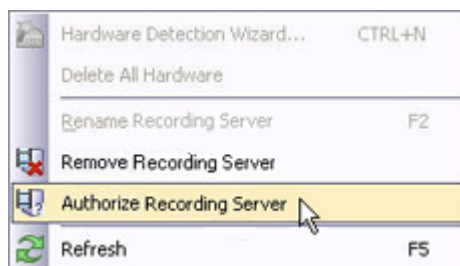 Hardware Detection Wizard... CTRL+N
Delete All Hardware
Rename Recording Server F2
Remove Recording Server
Authorize Recording Server
Refresh F5